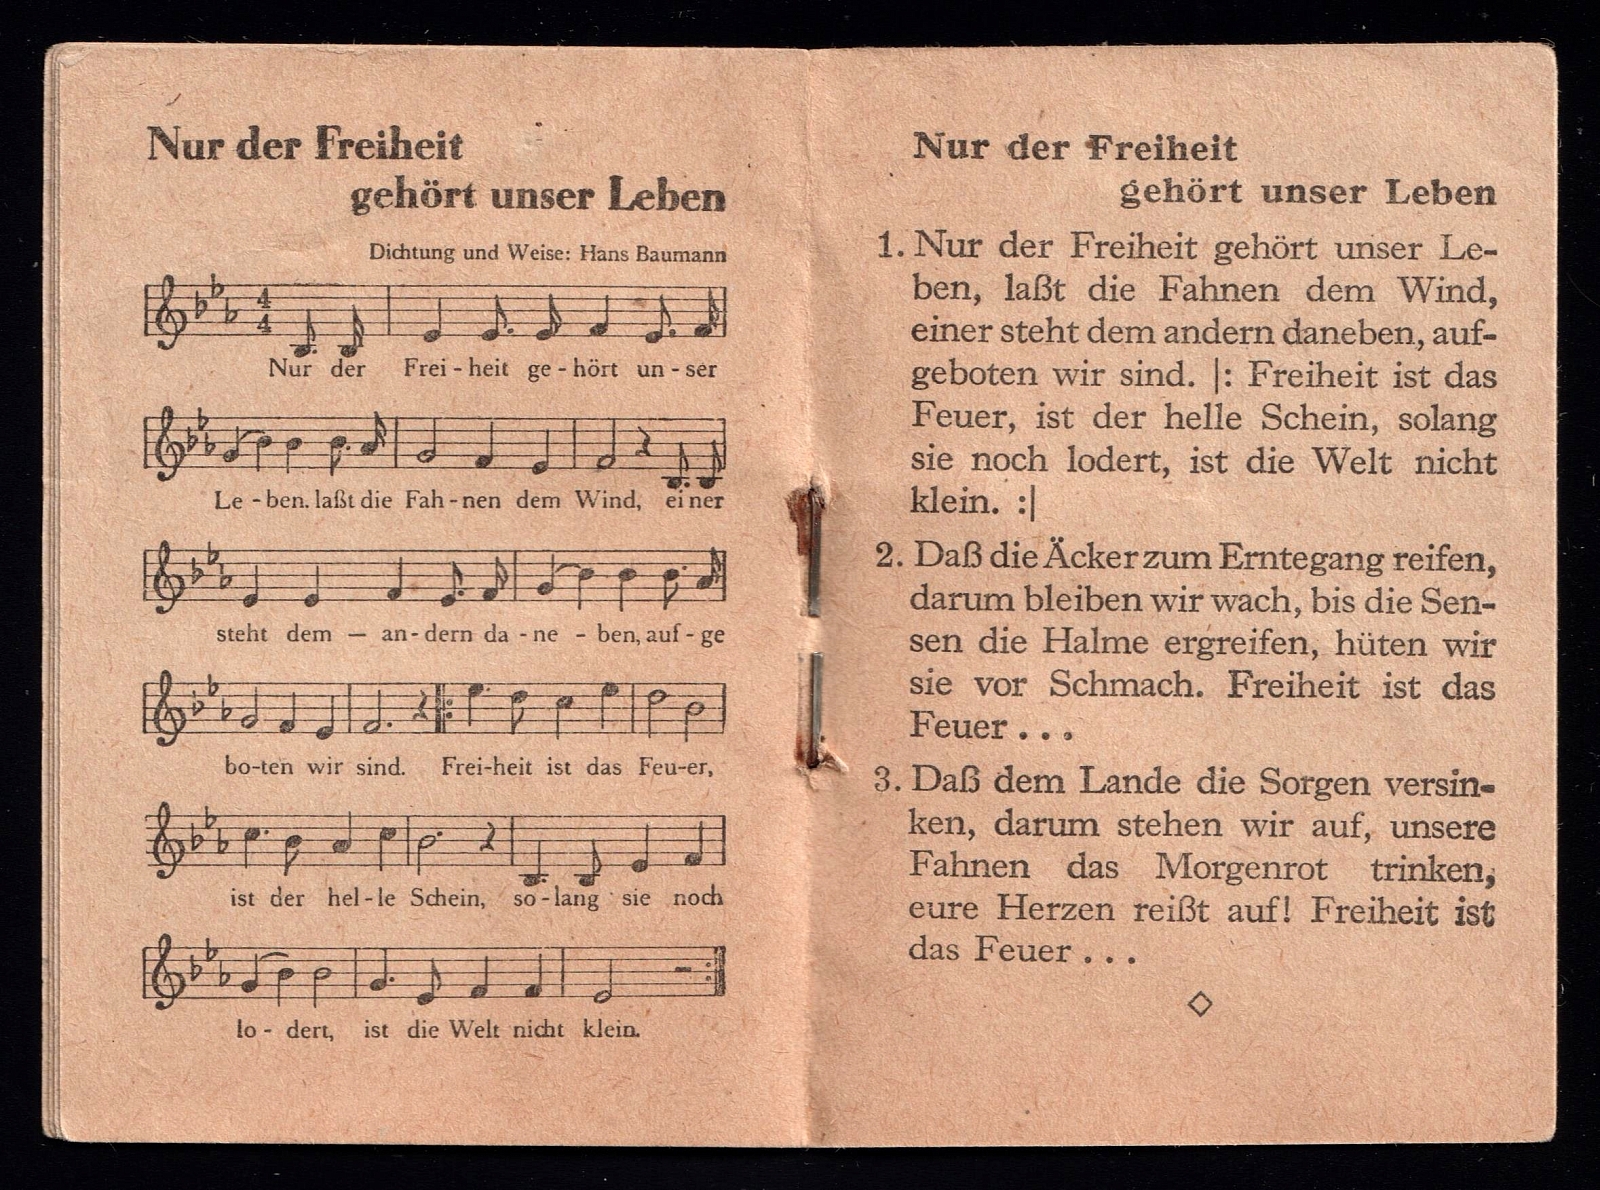 Nur der Freiheit
gehört unser Leben
Dichtung und Weise: Hans Baumann
4
4
Nur der Frei - heit ge - hört un - ser
Le - ben. laßt die Fah - nen dem Wind, ei ner
steht dem — an - dern da - ne - ben, auf - ge
bo-ten wir sind. Frei-heit ist das Feu-er,
ist der hel - le Schein, so - lang sie noch
lo - dert, ist die Welt nicht klein.
Nur der Freiheit
gehört unser Leben
1. Nur der Freiheit gehört unser Le-
ben, laßt die Fahnen dem Wind,
einer steht dem andern daneben, auf-
geboten wir sind. |: Freiheit ist das
Feuer, ist der helle Schein, solang
sie noch lodert, ist die Welt nicht
klein. :|
2. Daß die Äcker zum Erntegang reifen,
darum bleiben wir wach, bis die Sen-
sen die Halme ergreifen, hüten wir
sie vor Schmach. Freiheit ist das
Feuer . . .
3. Daß dem Lande die Sorgen versin-
ken, darum stehen wir auf, unsere
Fahnen das Morgenrot trinken,
eure Herzen reißt auf! Freiheit ist
das Feuer . . .